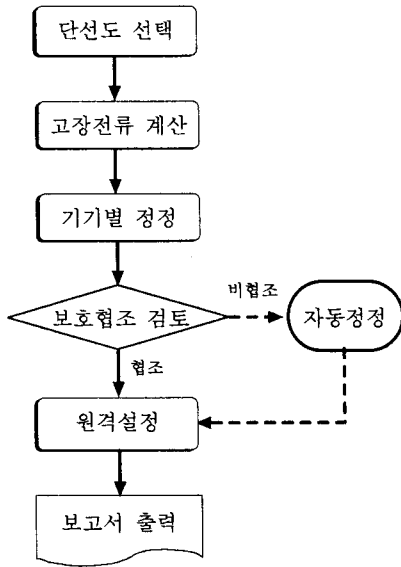 단선도 선택
고장전류 계산
기기별 정정
보호협조 검토
비협조
자동정정
협조
원격설정
보고서 출력